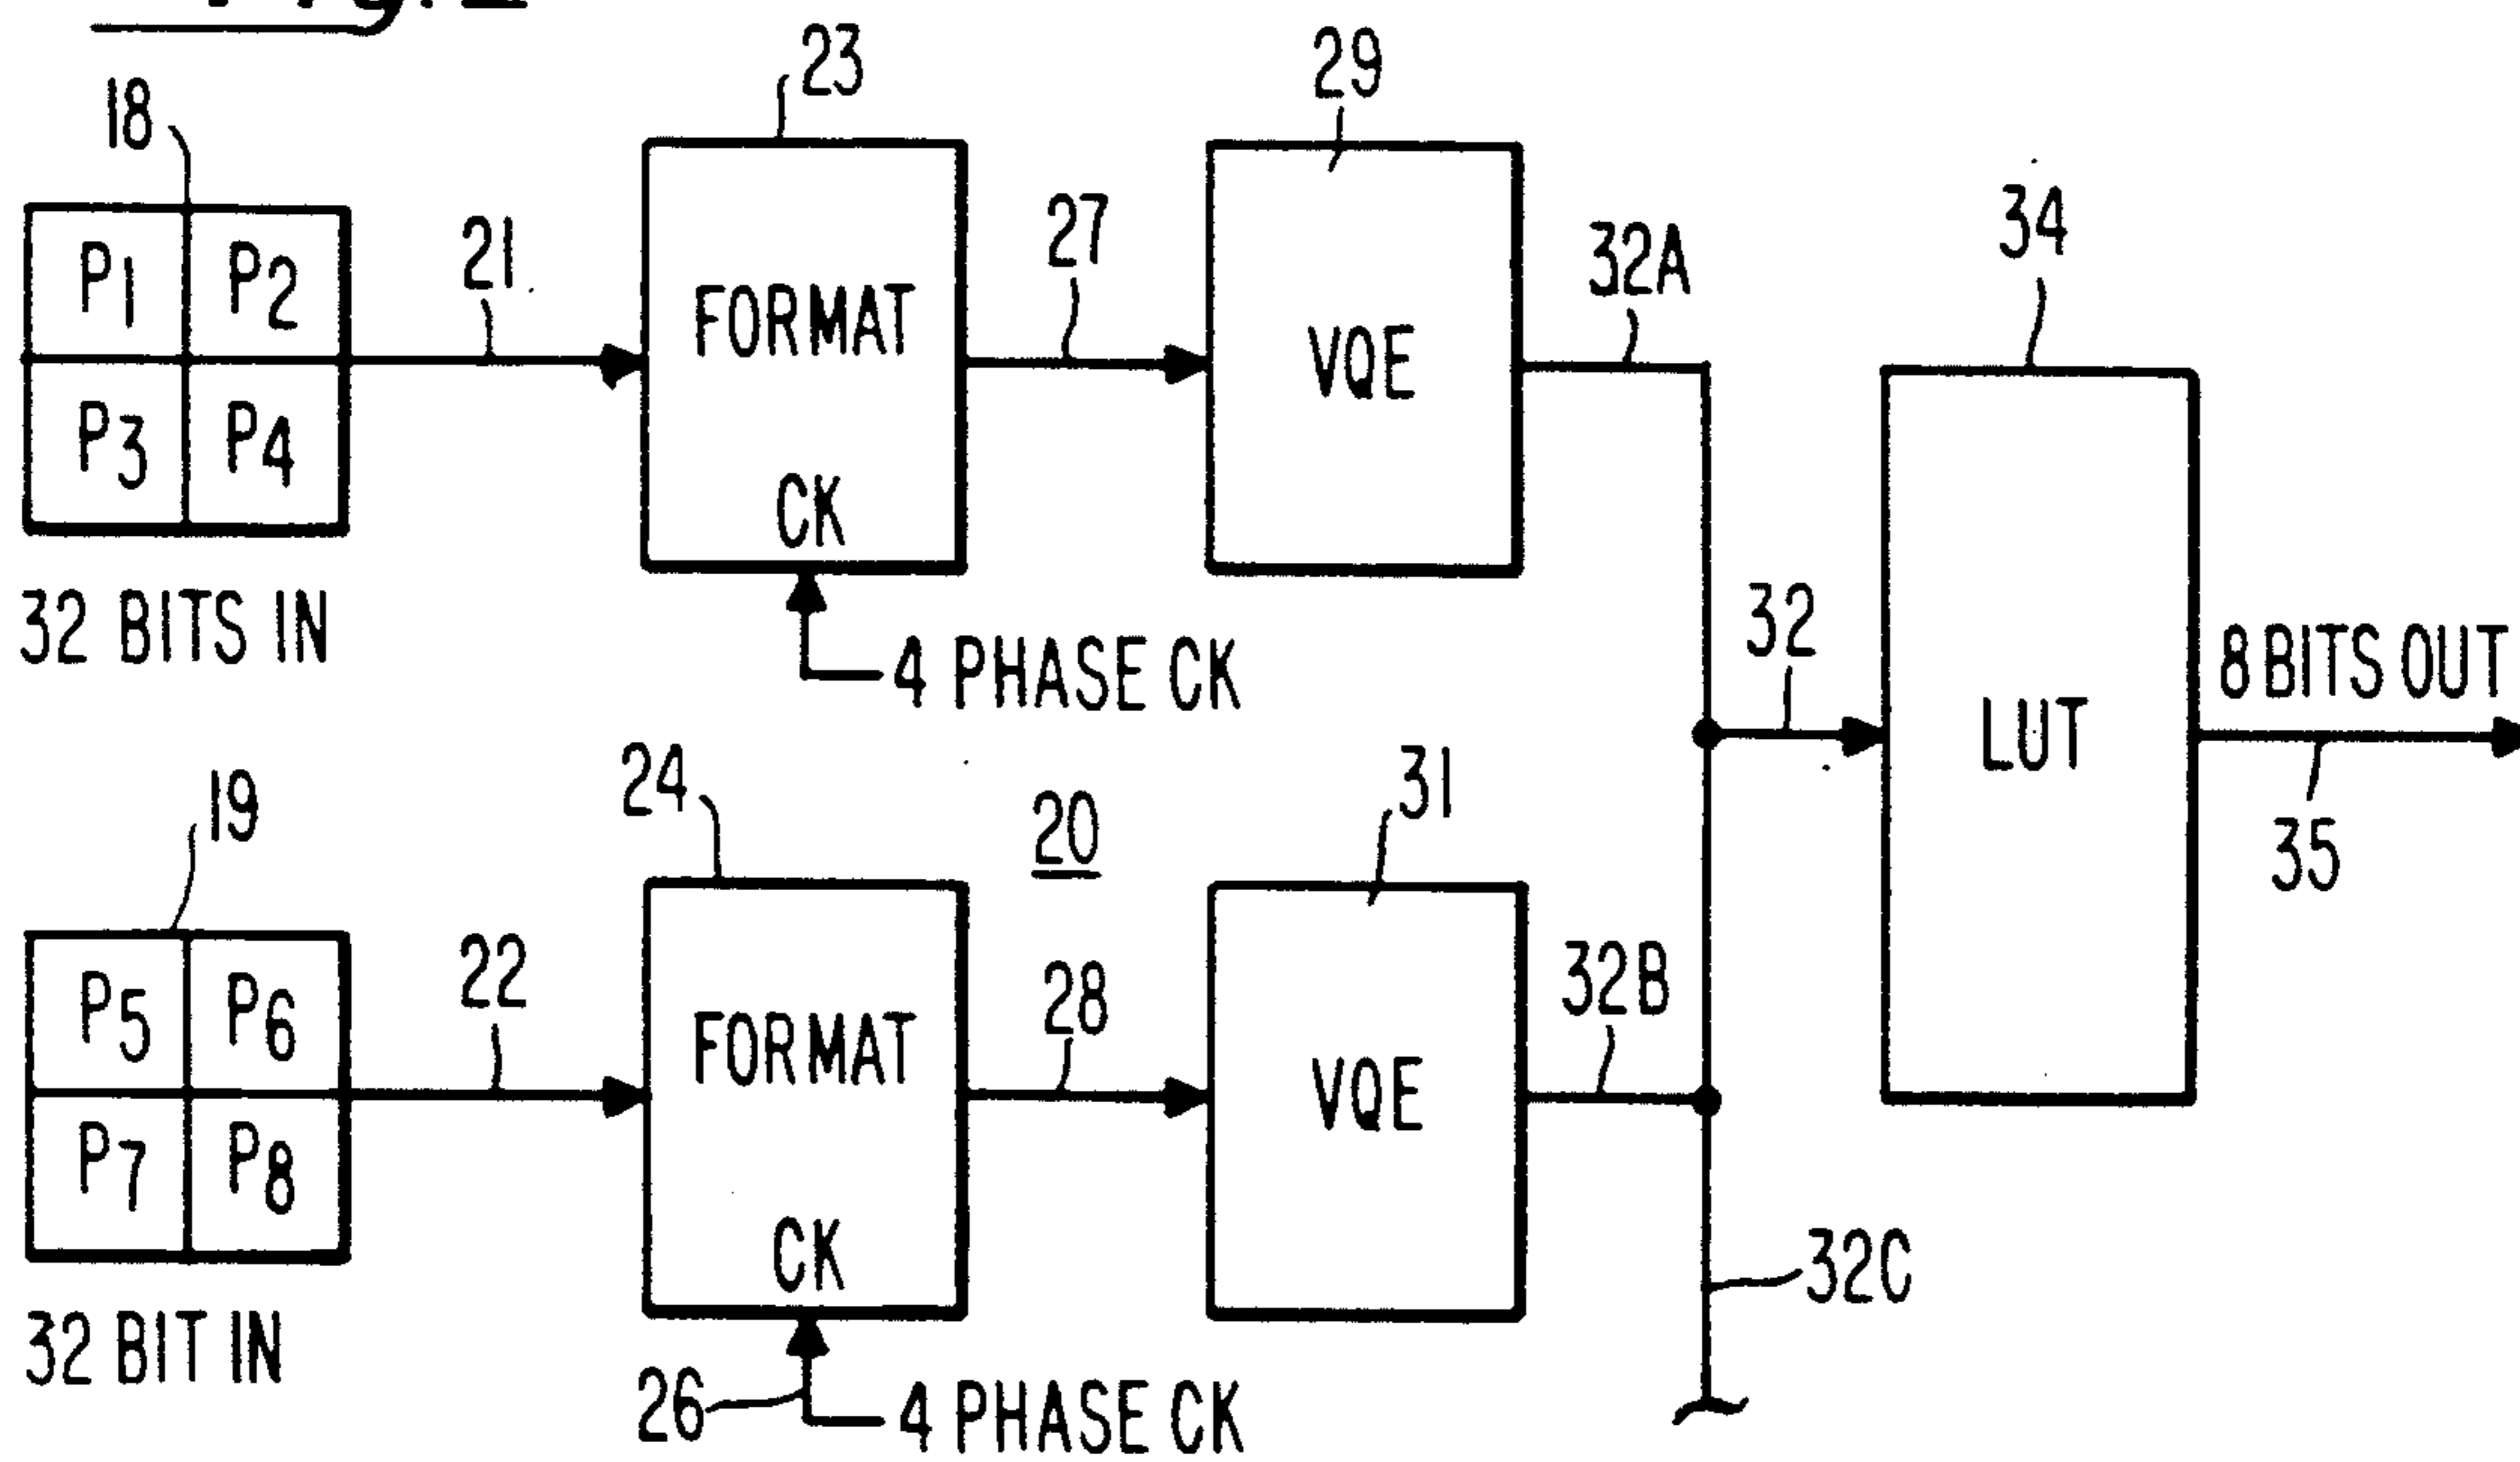 23
29
18
P1 P2
21
27
32A
34
FORMAT
VQE
P3 P4
CK
32 BITS IN
4 PHASE CK
32
8 BITS OUT
LUT
35
19
24
20
31
P5 P6
22
28
32B
FORMAT
VQE
P7 P8
CK
32C
32 BIT IN
26
4 PHASE CK